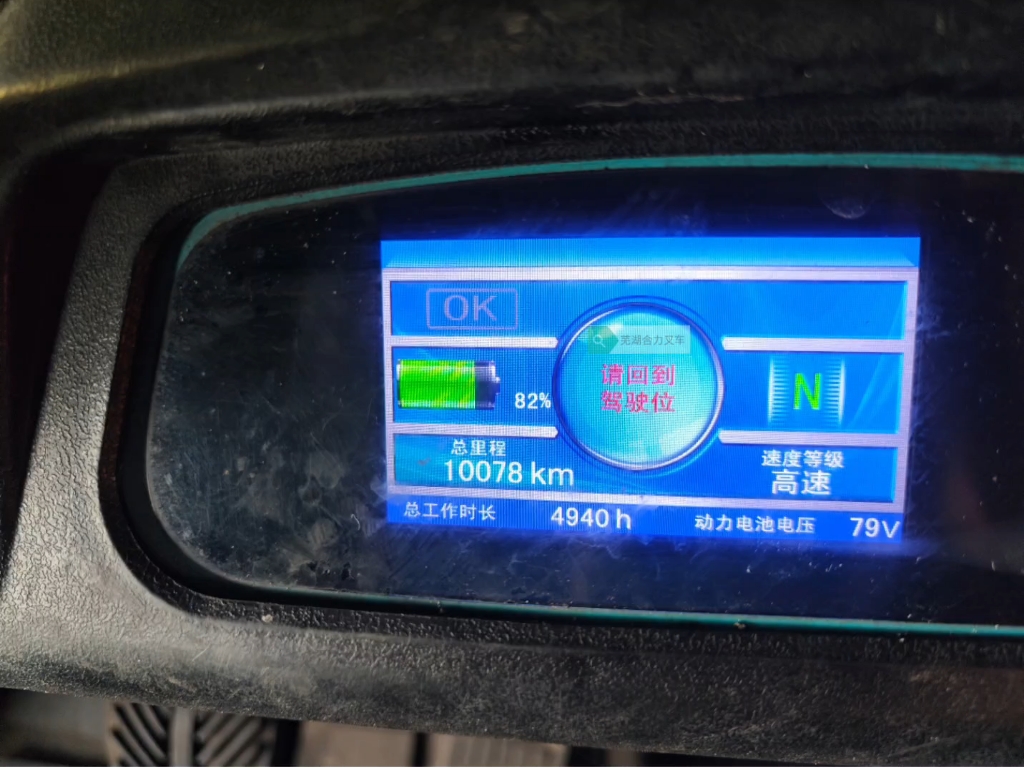 OK
芜湖合力叉车
请回到
驾驶位
82%
N
总里程
10078 km
速度等级
高速
总工作时长 4940 h 动力电池电压 79V